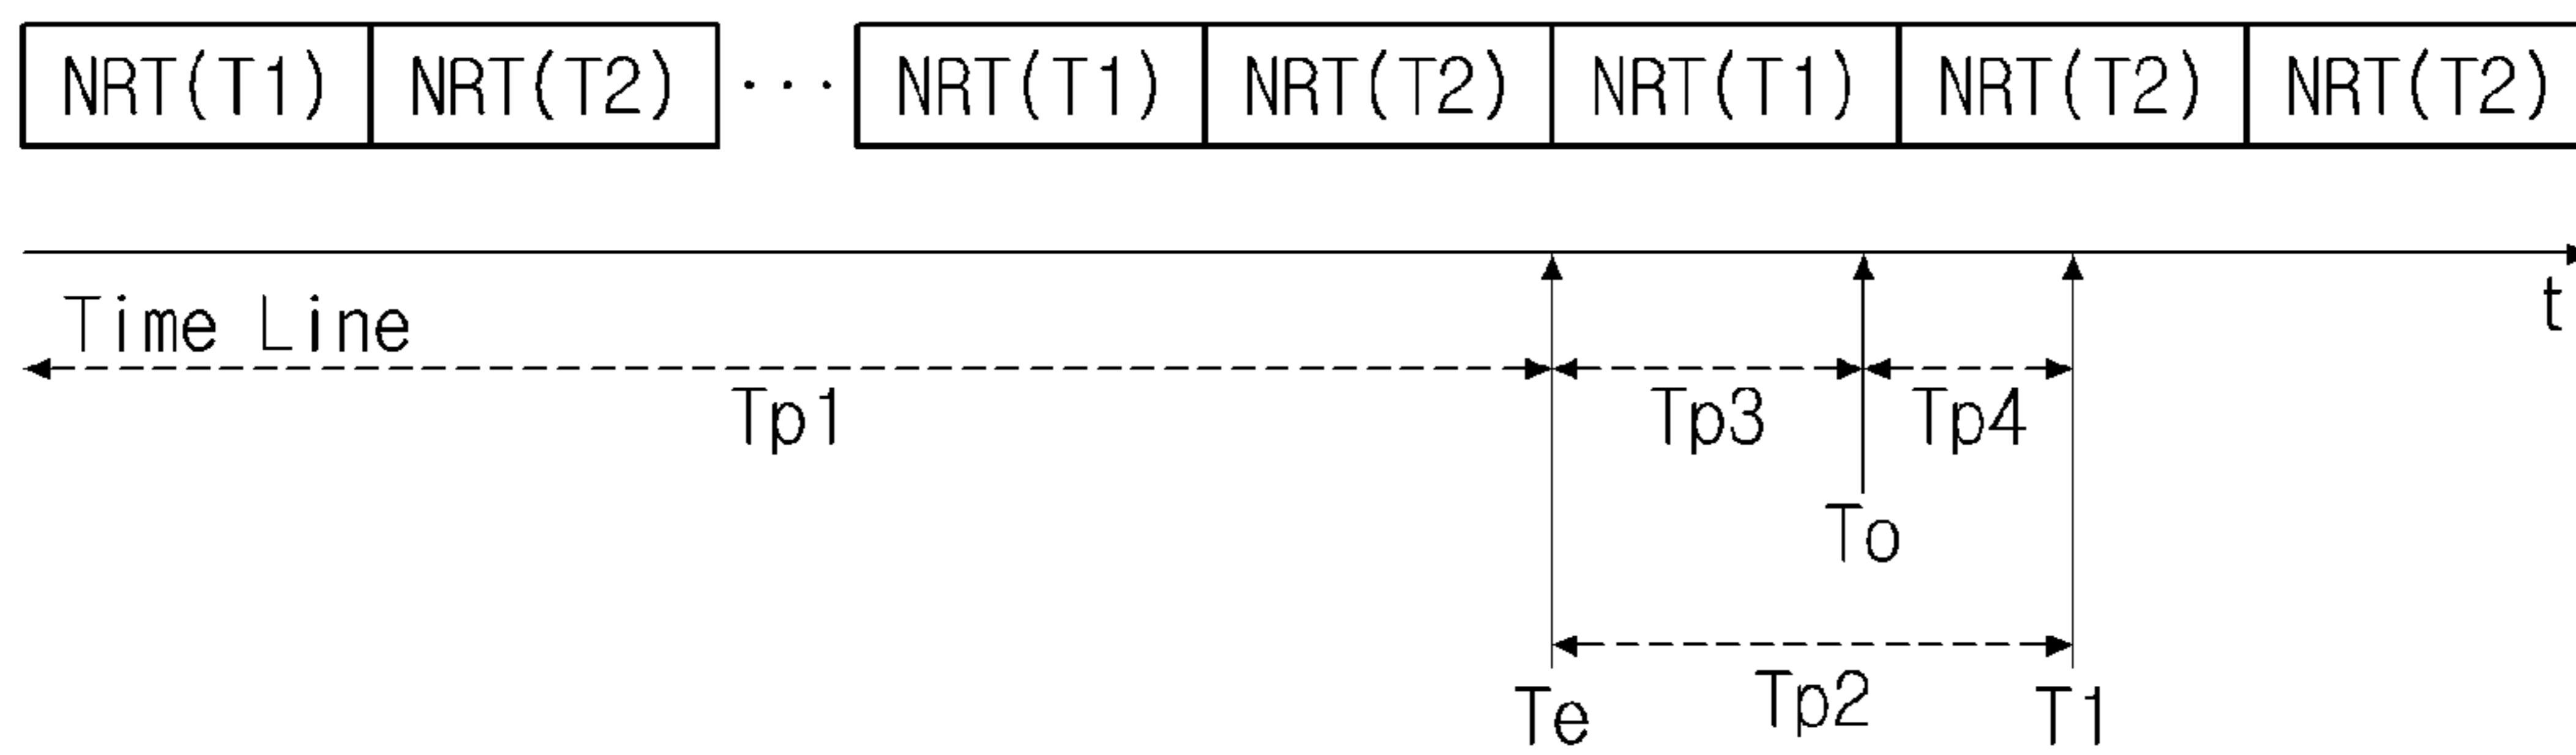 NRT(T1) NRT(T2) ··· NRT(T1) NRT(T2) NRT(T1) NRT(T2) NRT(T2)
t
Time Line
Tp1 Tp3 Tp4
To
Te Tp2 T1